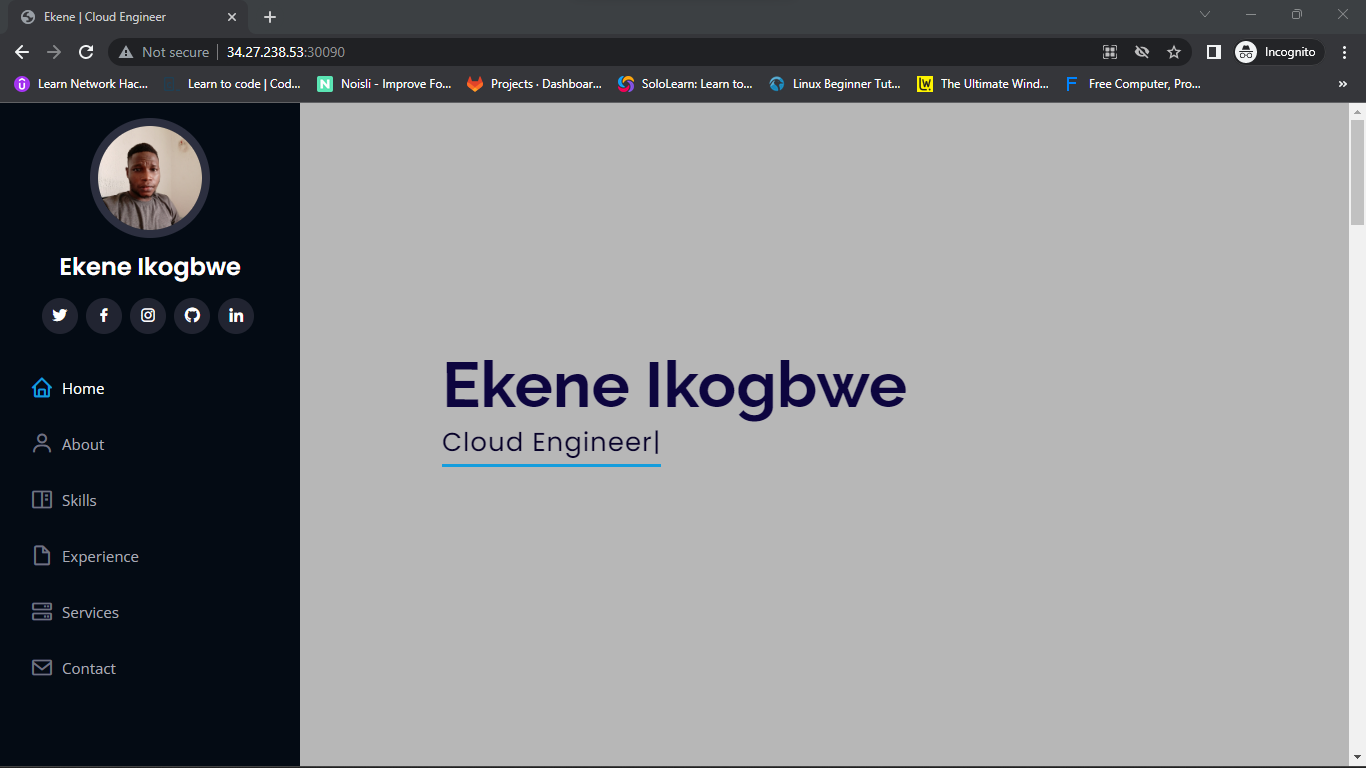 Ekene | Cloud Engineer
Not secure 34.27.238.53:30090
Incognito
Learn Network Hac...
Learn to code | Cod...
Noisli - Improve Fo...
Projects · Dashboar...
SoloLearn: Learn to...
Linux Beginner Tut...
The Ultimate Wind...
Free Computer, Pro...
»
Ekene Ikogbwe
Home
About
Skills
Experience
Services
Contact
Ekene Ikogbwe
Cloud Engineer|